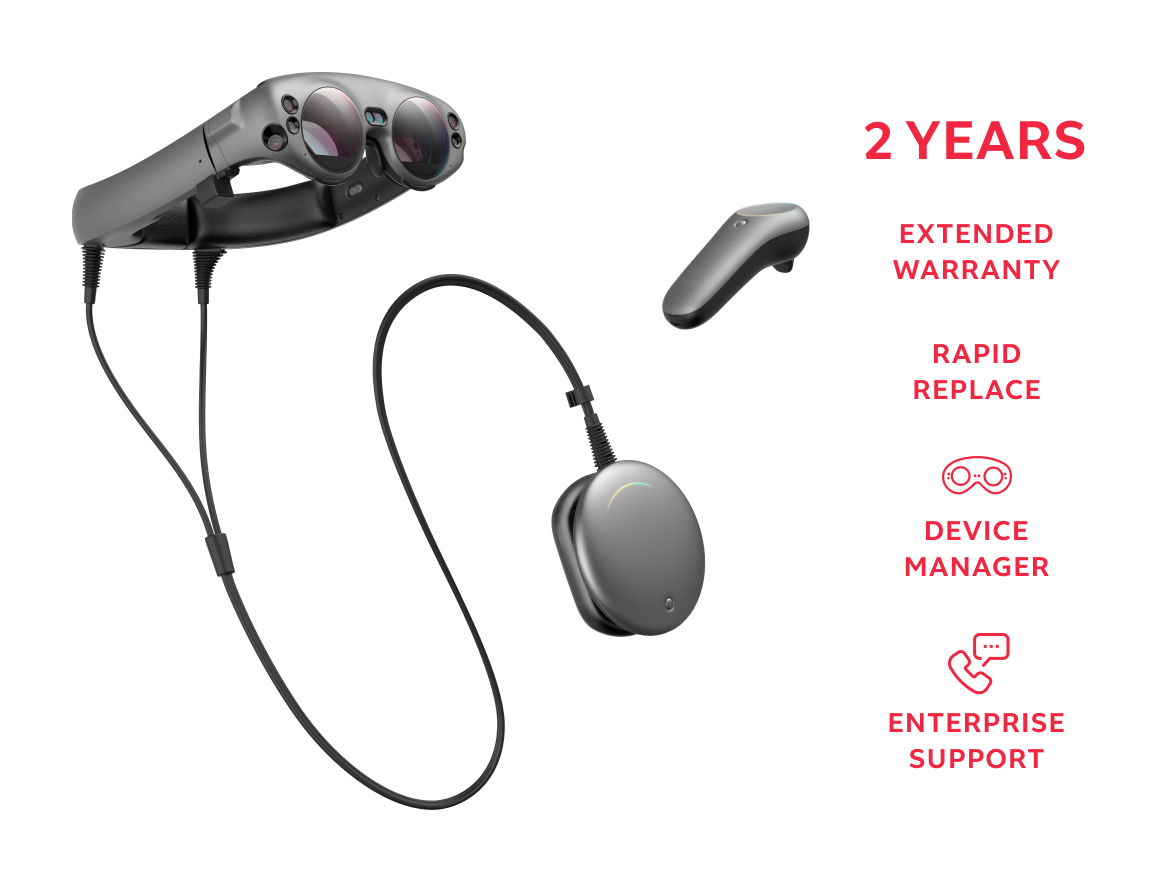 2 YEARS
EXTENDED
WARRANTY
RAPID
REPLACE
DEVICE
MANAGER
ENTERPRISE
SUPPORT